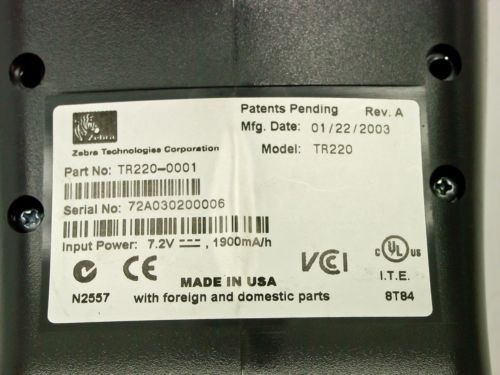 Patents Pending Rev. A
Zebra
Mfg. Date: 01/22/2003
Zebra Technologies Corporation
Model: TR220
Part No: TR220-0001
Serial No: 72A030200006
Input Power: 7.2V ⎓, 1900mA/h
CE
VCCI
C UL US
I.T.E.
MADE IN USA
N2557 with foreign and domestic parts 8T84